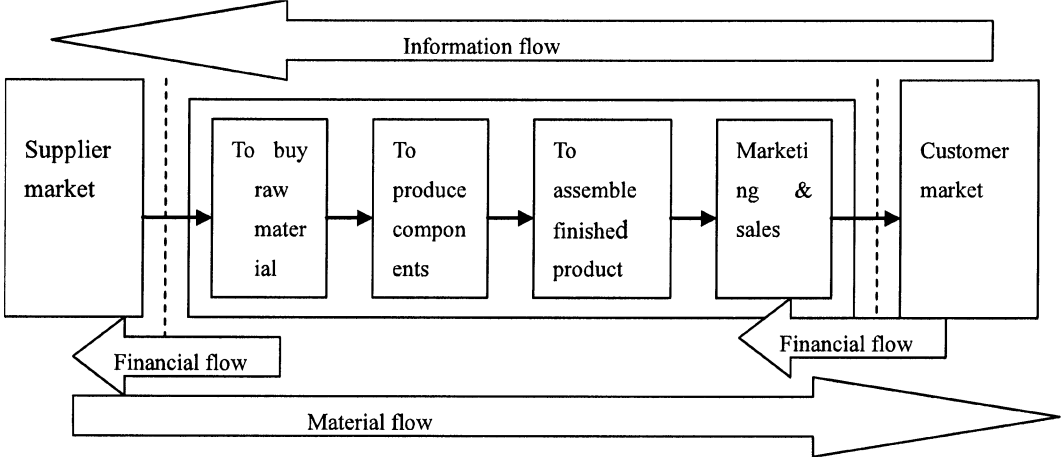 Information flow
Supplier
market
To buy
raw
mater
ial
To
produce
compon
ents
To
assemble
finished
product
Marketi
ng &
sales
Customer
market
Financial flow
Financial flow
Material flow